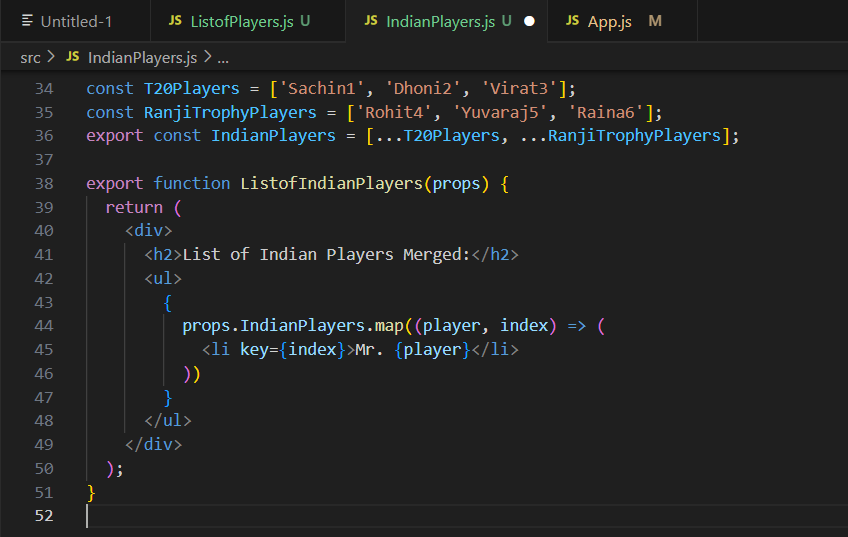 Untitled-1 JS ListofPlayers.js U JS IndianPlayers.js U JS App.js M
src > JS IndianPlayers.js > ...
34 const T20Players = ['Sachin1', 'Dhoni2', 'Virat3'];
35 const RanjiTrophyPlayers = ['Rohit4', 'Yuvaraj5', 'Raina6'];
36 export const IndianPlayers = [...T20Players, ...RanjiTrophyPlayers];
37
38 export function ListofIndianPlayers(props) {
39   return (
40     <div>
41       <h2>List of Indian Players Merged:</h2>
42       <ul>
43         {
44           props.IndianPlayers.map((player, index) => (
45             <li key={index}>Mr. {player}</li>
46           ))
47         }
48       </ul>
49     </div>
50   );
51 }
52